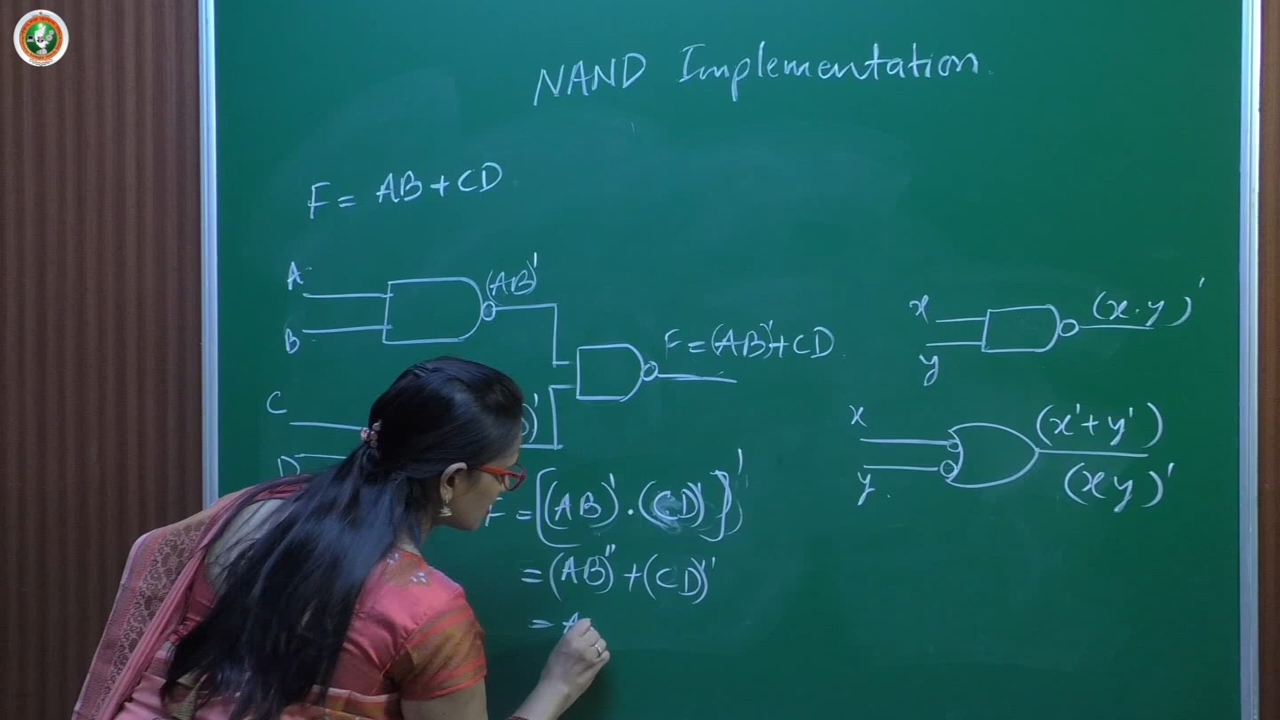 NAND Implementation.
F = AB + CD
A
B
(AB)'
F = (AB)' + CD
C
D
)'
F = [(AB)' · (CD)']'
= (AB)'' + (CD)''
= A
x
y
(x·y)'
x
y
(x' + y')
(xy)'